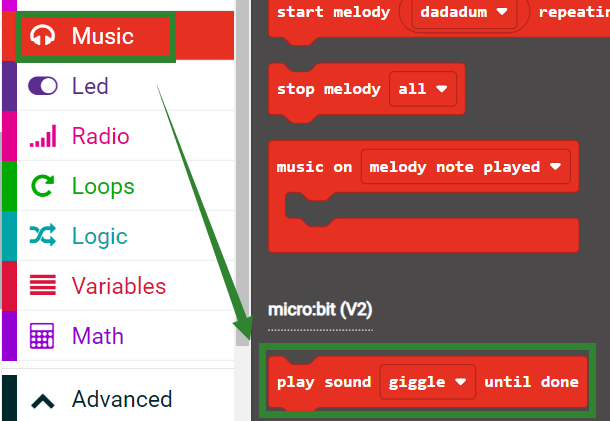 Music
Led
Radio
Loops
Logic
Variables
Math
Advanced
start melody dadadum repeatin
stop melody all
music on melody note played
micro:bit (V2)
play sound giggle until done